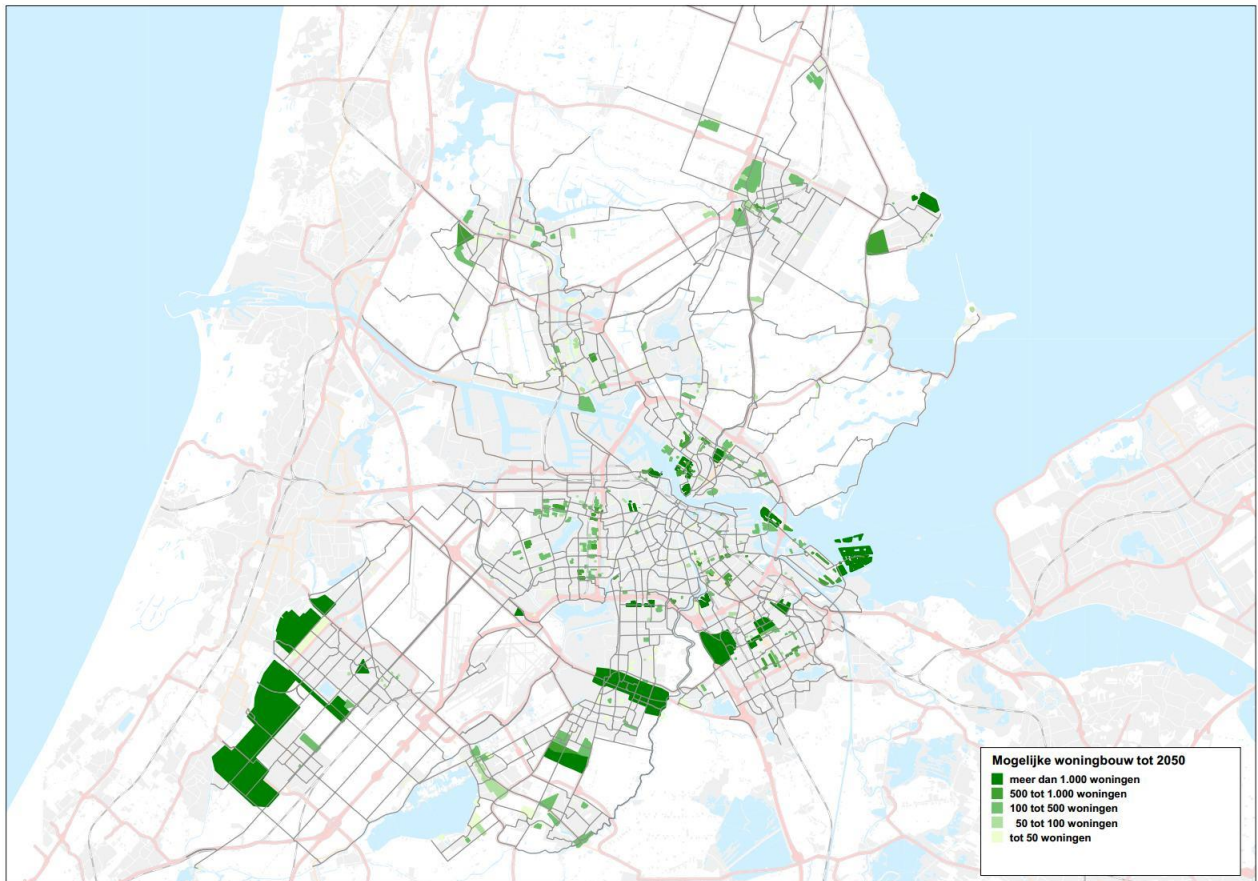 Mogelijke woningbouw tot 2050
meer dan 1.000 woningen
500 tot 1.000 woningen
100 tot 500 woningen
50 tot 100 woningen
tot 50 woningen